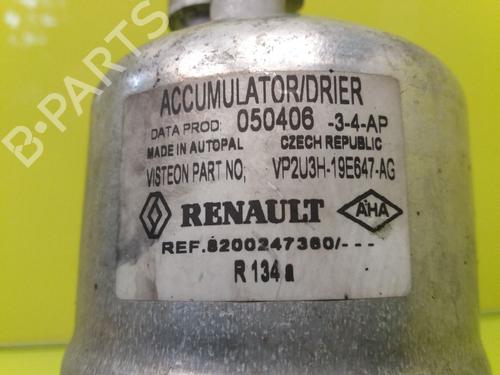 ACCUMULATOR/DRIER
DATA PROD: 050406 -3-4-AP
MADE IN AUTOPAL CZECH REPUBLIC
VISTEON PART NO; VP2U3H-19E647-AG
RENAULT AHA
REF.8200247360/---
R 134 a
B-PARTS